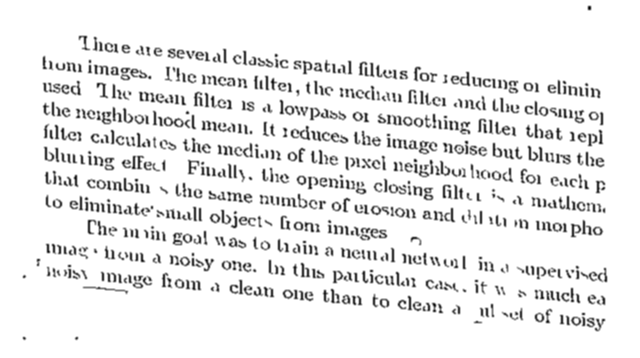 There are several classic spatial filters for reducing or elimin
from images. The mean filter, the median filter and the closing op
used The mean filter is a lowpass or smoothing filter that repl
the neighborhood mean. It reduces the image noise but blurs the
filter calculates the median of the pixel neighborhood for each p
blurring effect Finally, the opening closing filter is a mathem
that combines the same number of erosion and dilation morpho
to eliminate small objects from images
The main goal was to train a neural network in a supervised
image from a noisy one. In this particular case, it was much ea
noisy image from a clean one than to clean a subset of noisy